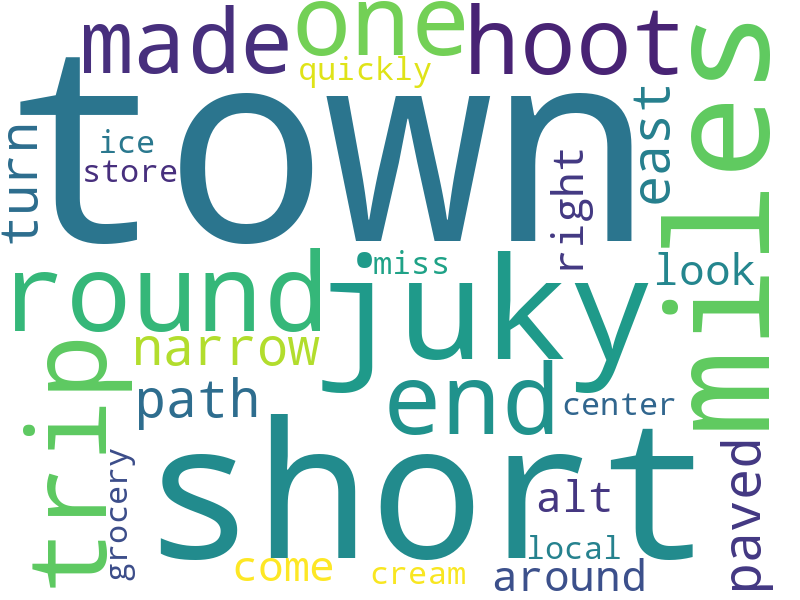 made
one
hoot
quickly
town
miles
turn
ice
store
east
right
miss
look
round
juky
narrow
trip
path
end
center
short
grocery
alt
paved
local
come
cream
around